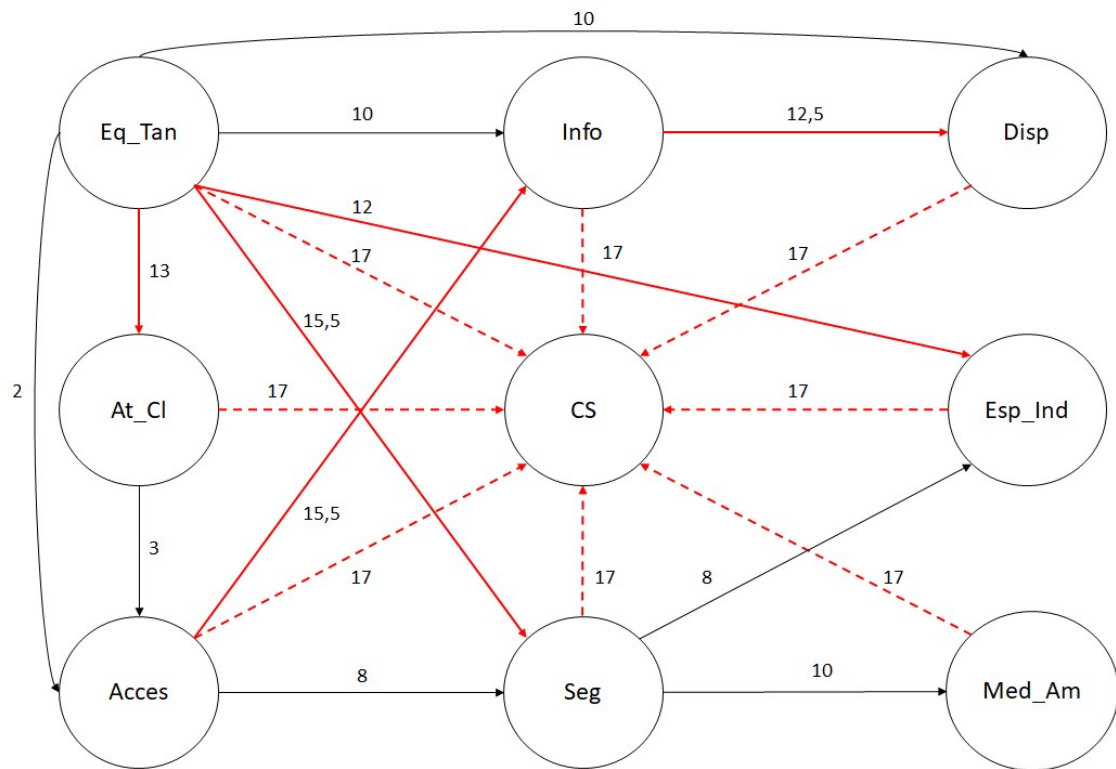 10
Eq_Tan
10
Info
12,5
Disp
12
17
17
17
13
15,5
2
At_Cl
17
CS
17
Esp_Ind
15,5
3
17
17
8
17
Acces
8
Seg
10
Med_Am